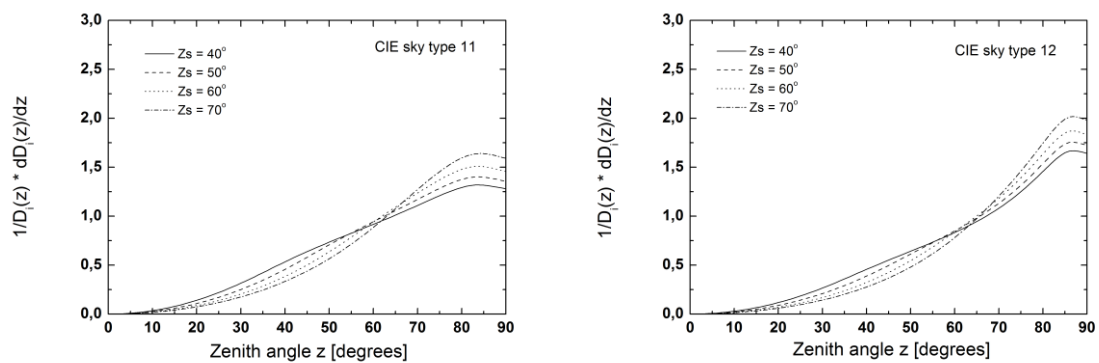 3,0
2,5
2,0
1,5
1,0
0,5
0,0
1/D_i(z) * dD_i(z)/dz
CIE sky type 11
Zs = 40°
Zs = 50°
Zs = 60°
Zs = 70°
0 10 20 30 40 50 60 70 80 90
Zenith angle z [degrees]
3,0
2,5
2,0
1,5
1,0
0,5
0,0
1/D_i(z) * dD_i(z)/dz
CIE sky type 12
Zs = 40°
Zs = 50°
Zs = 60°
Zs = 70°
0 10 20 30 40 50 60 70 80 90
Zenith angle z [degrees]